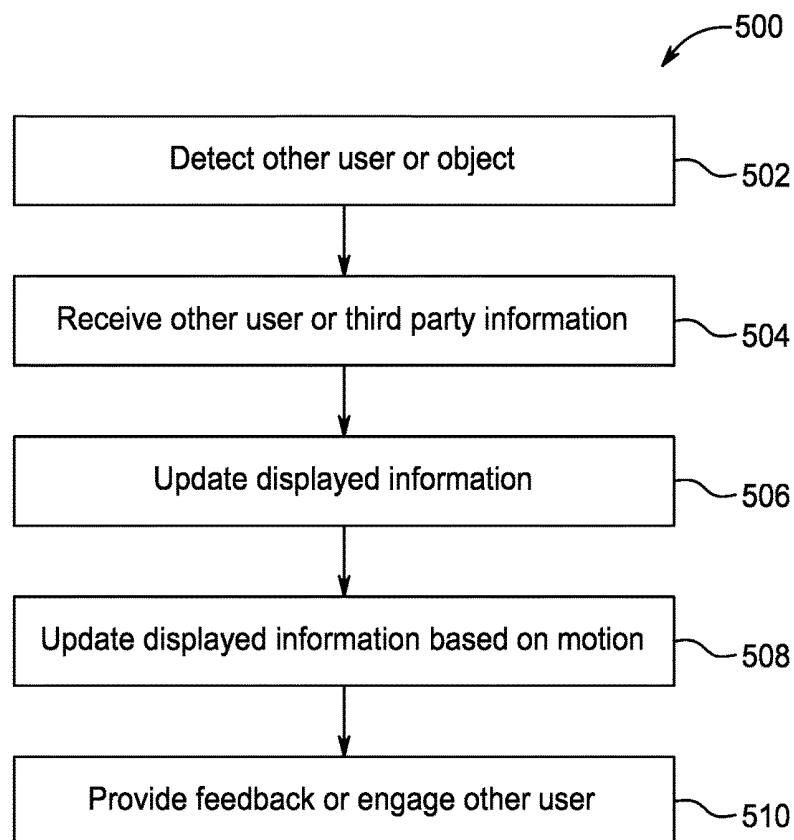 500
Detect other user or object
502
Receive other user or third party information
504
Update displayed information
506
Update displayed information based on motion
508
Provide feedback or engage other user
510